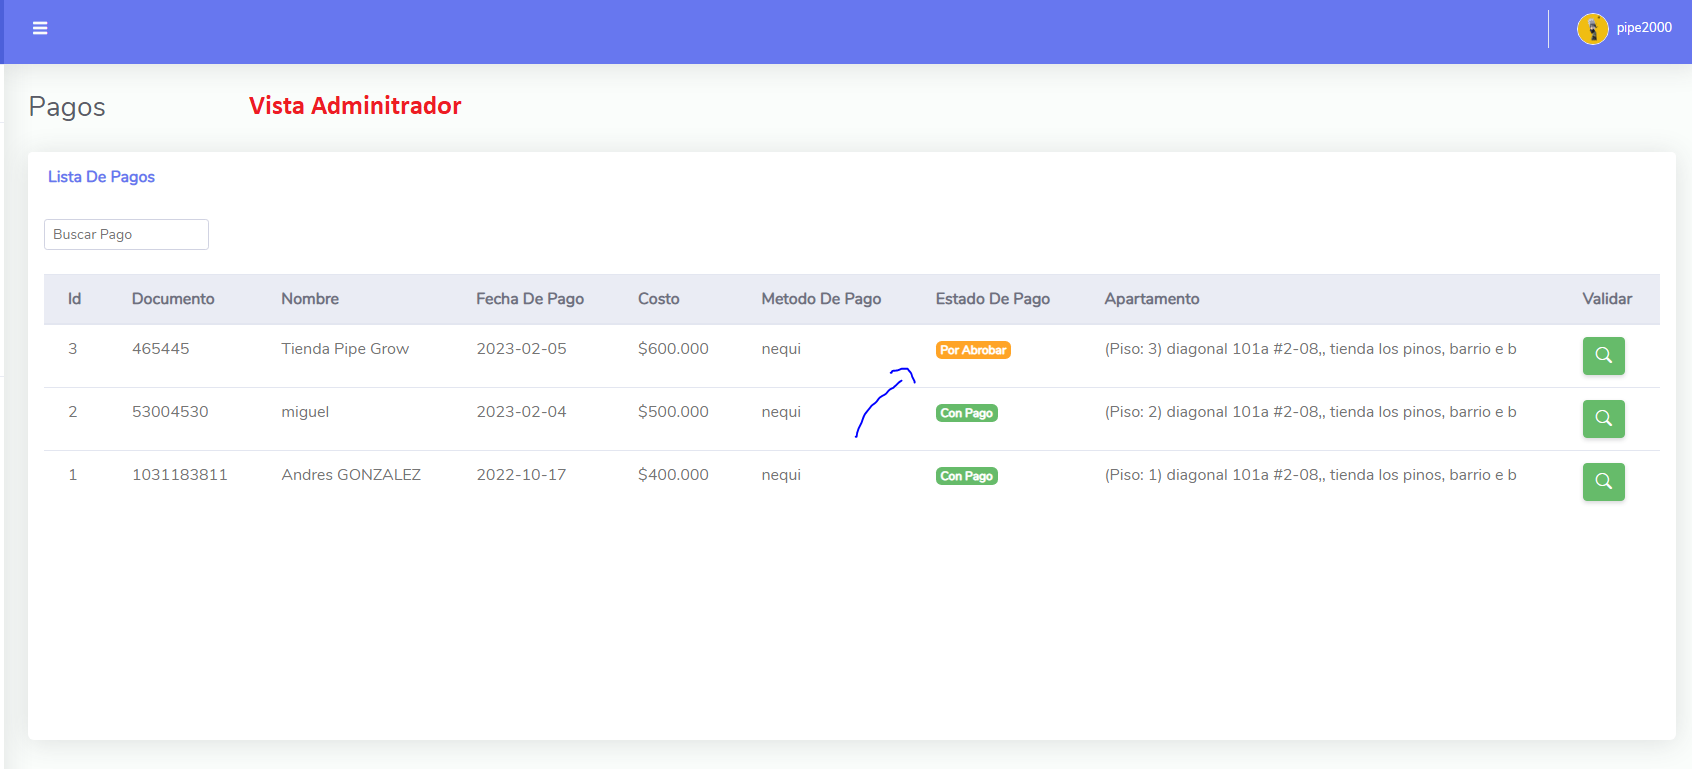 pipe2000
Pagos Vista Adminitrador
Lista De Pagos
Buscar Pago
Id Documento Nombre Fecha De Pago Costo Metodo De Pago Estado De Pago Apartamento Validar
3 465445 Tienda Pipe Grow 2023-02-05 $600.000 nequi Por Abrobar (Piso: 3) diagonal 101a #2-08,, tienda los pinos, barrio e b
2 53004530 miguel 2023-02-04 $500.000 nequi Con Pago (Piso: 2) diagonal 101a #2-08,, tienda los pinos, barrio e b
1 1031183811 Andres GONZALEZ 2022-10-17 $400.000 nequi Con Pago (Piso: 1) diagonal 101a #2-08,, tienda los pinos, barrio e b